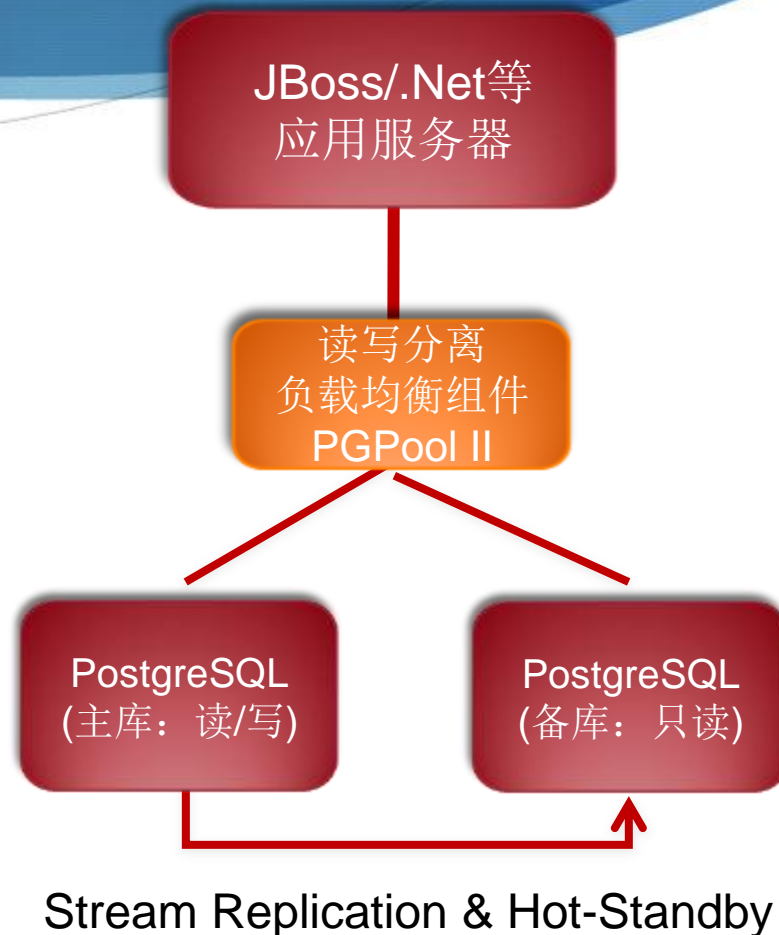 JBoss/.Net等
应用服务器
读写分离
负载均衡组件
PGPool II
PostgreSQL
(主库：读/写)
PostgreSQL
(备库：只读)
Stream Replication & Hot-Standby